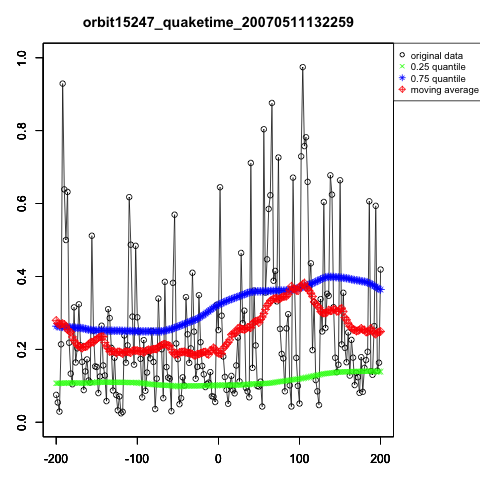 orbit15247_quaketime_20070511132259
original data
0.25 quantile
0.75 quantile
moving average
1.0
0.8
0.6
0.4
0.2
0.0
-200 -100 0 100 200